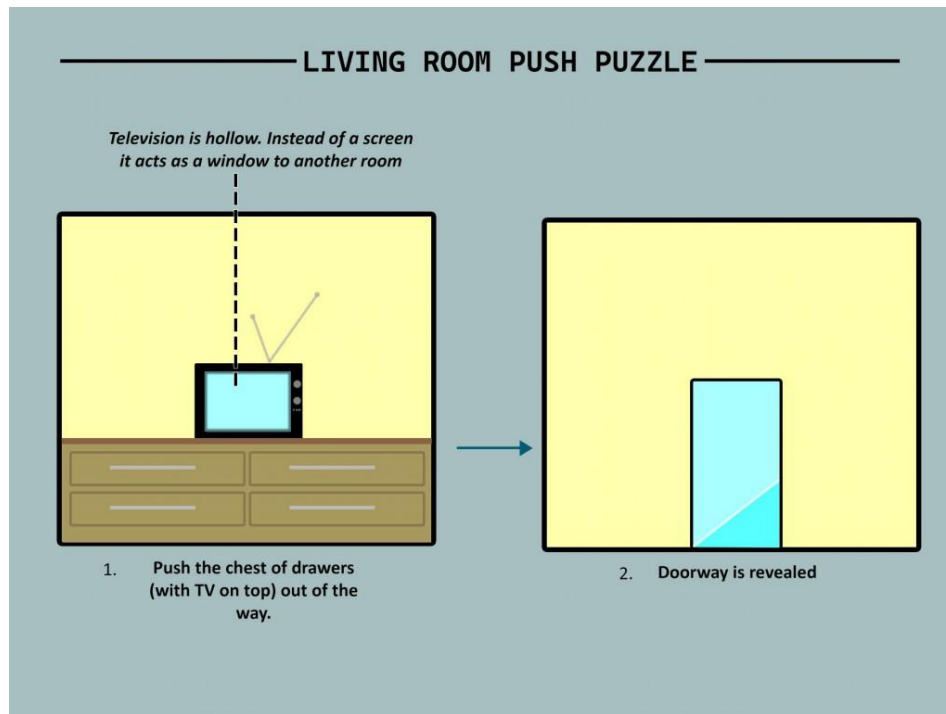 LIVING ROOM PUSH PUZZLE
Television is hollow. Instead of a screen
it acts as a window to another room
1. Push the chest of drawers
(with TV on top) out of the
way.
2. Doorway is revealed